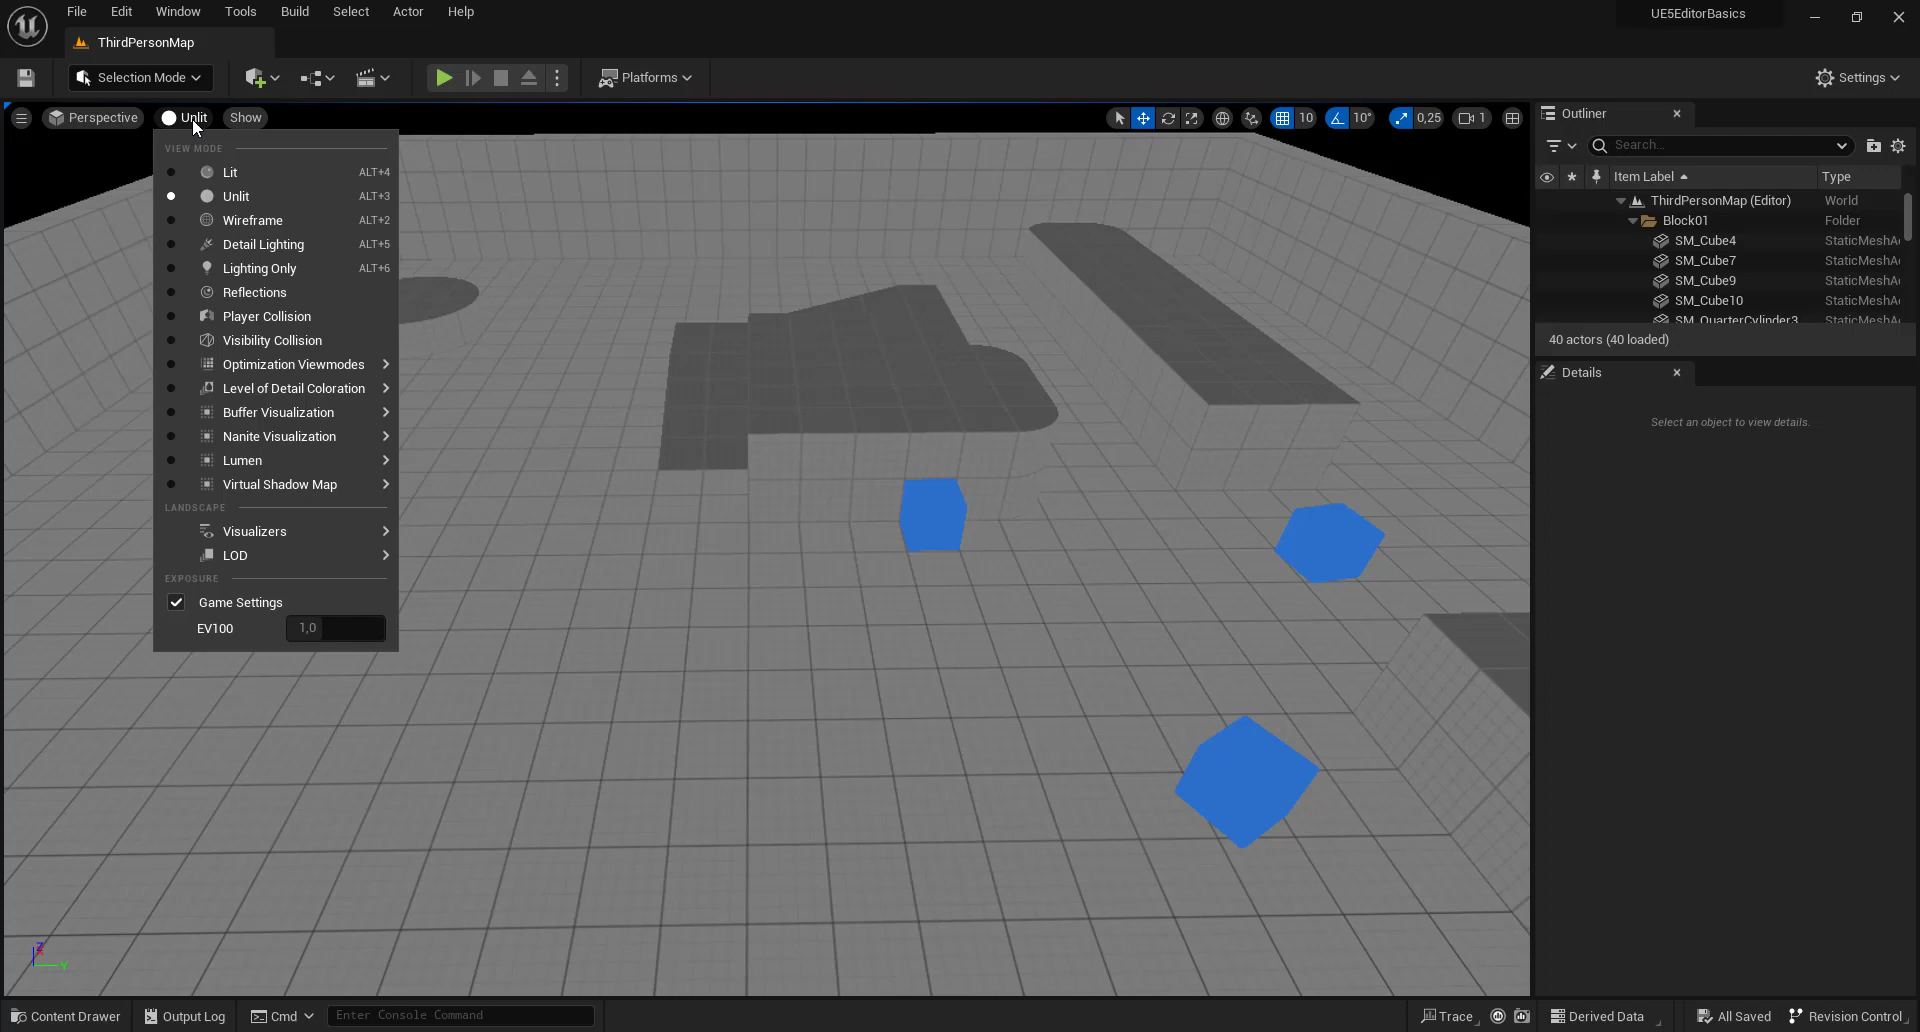 File Edit Window Tools Build Select Actor Help
UE5EditorBasics
ThirdPersonMap
Selection Mode
Platforms
Settings
Perspective Unlit Show
10 10° 0,25 1
VIEW MODE
Lit ALT+4
Unlit ALT+3
Wireframe ALT+2
Detail Lighting ALT+5
Lighting Only ALT+6
Reflections
Player Collision
Visibility Collision
Optimization Viewmodes
Level of Detail Coloration
Buffer Visualization
Nanite Visualization
Lumen
Virtual Shadow Map
LANDSCAPE
Visualizers
LOD
EXPOSURE
Game Settings
EV100 1,0
Z
Y
Outliner
Search...
Item Label Type
ThirdPersonMap (Editor) World
Block01 Folder
SM_Cube4 StaticMeshA
SM_Cube7 StaticMeshA
SM_Cube9 StaticMeshA
SM_Cube10 StaticMeshA
SM_QuarterCylinder3 StaticMeshA
40 actors (40 loaded)
Details
Select an object to view details.
Content Drawer Output Log Cmd Enter Console Command Trace Derived Data All Saved Revision Control